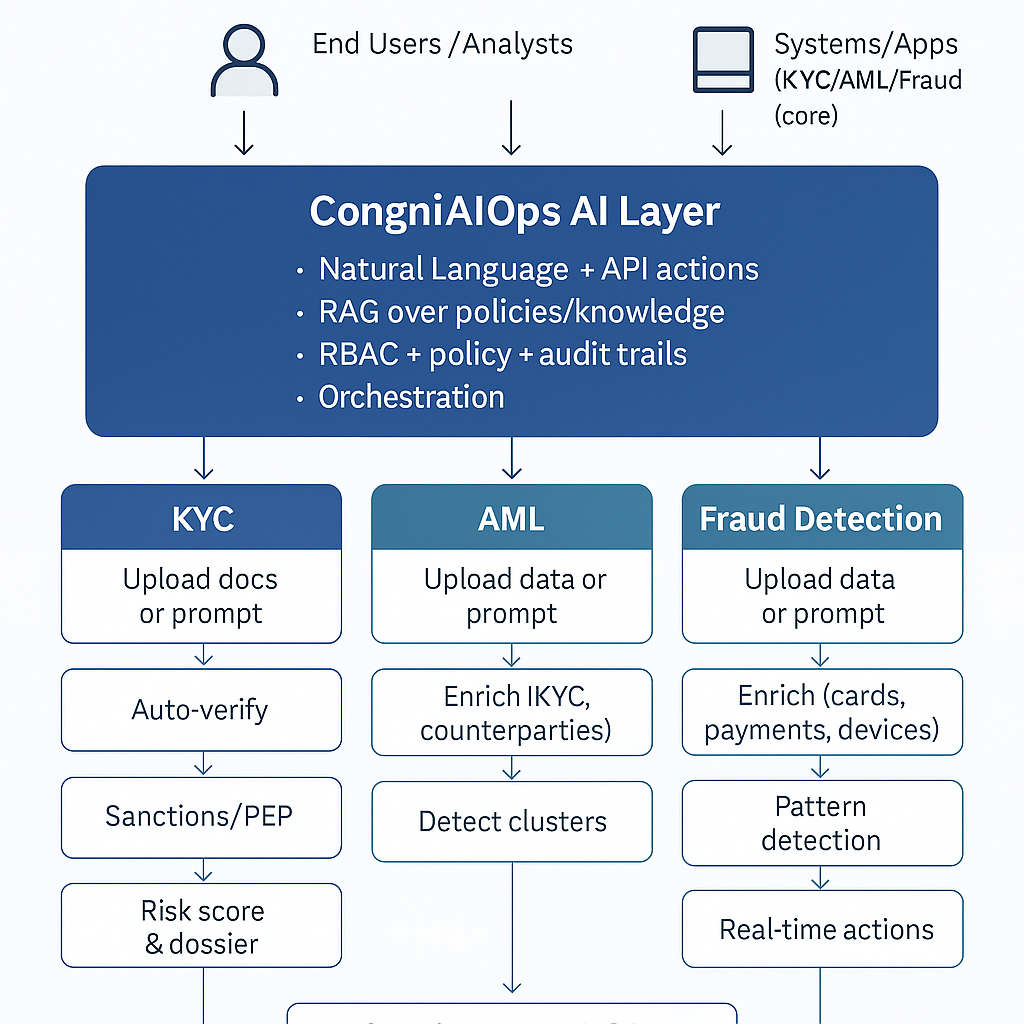 End Users /Analysts
Systems/Apps
(KYC/AML/Fraud
(core)
CongniAIOps AI Layer
• Natural Language + API actions
• RAG over policies/knowledge
• RBAC + policy + audit trails
• Orchestration
KYC
Upload docs
or prompt
Auto-verify
Sanctions/PEP
Risk score
& dossier
AML
Upload data or
prompt
Enrich IKYC,
counterparties)
Detect clusters
Fraud Detection
Upload data
or prompt
Enrich (cards,
payments, devices)
Pattern
detection
Real-time actions